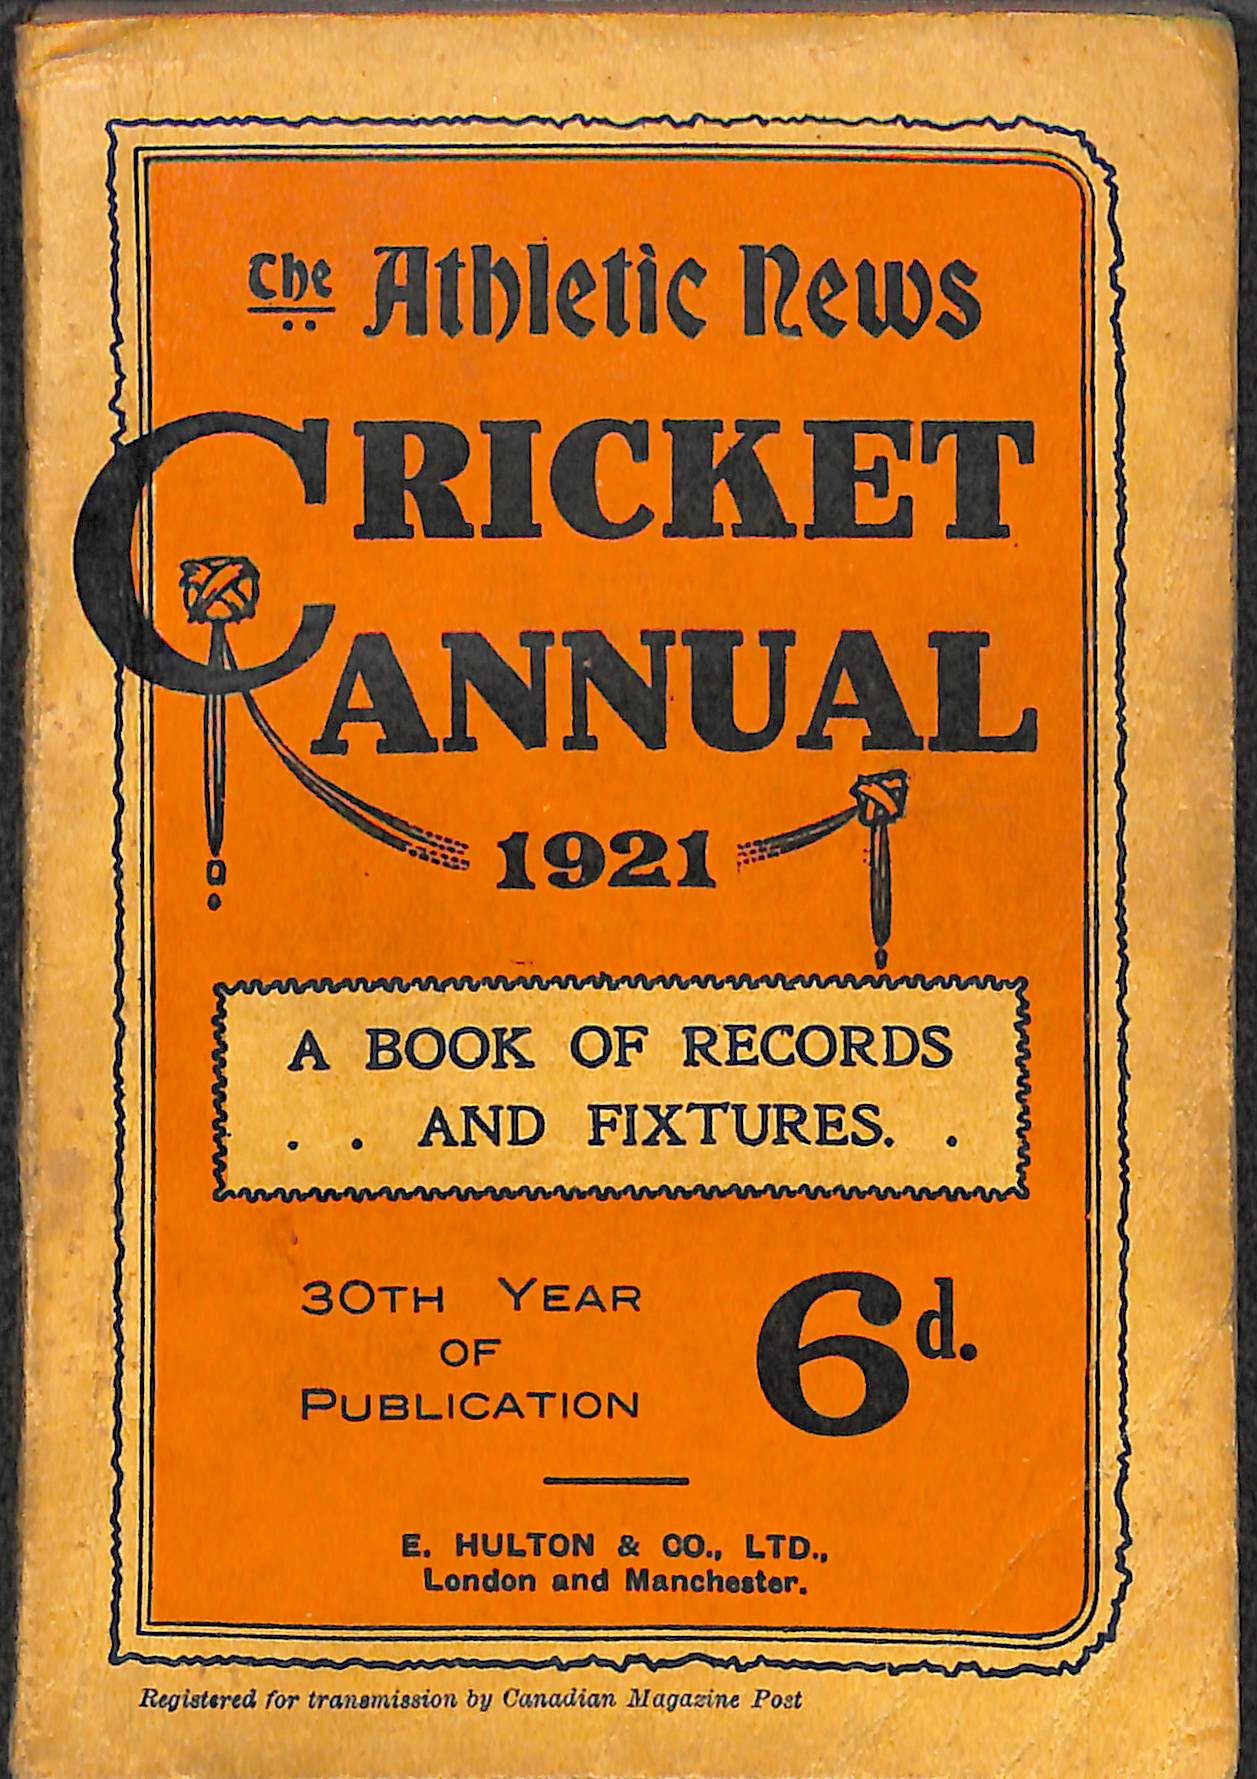 The Athletic News
CRICKET
ANNUAL
1921
A BOOK OF RECORDS
. . AND FIXTURES. .
30TH YEAR
OF
PUBLICATION
6d.
E. HULTON & CO., LTD.,
London and Manchester.
Registered for transmission by Canadian Magazine Post